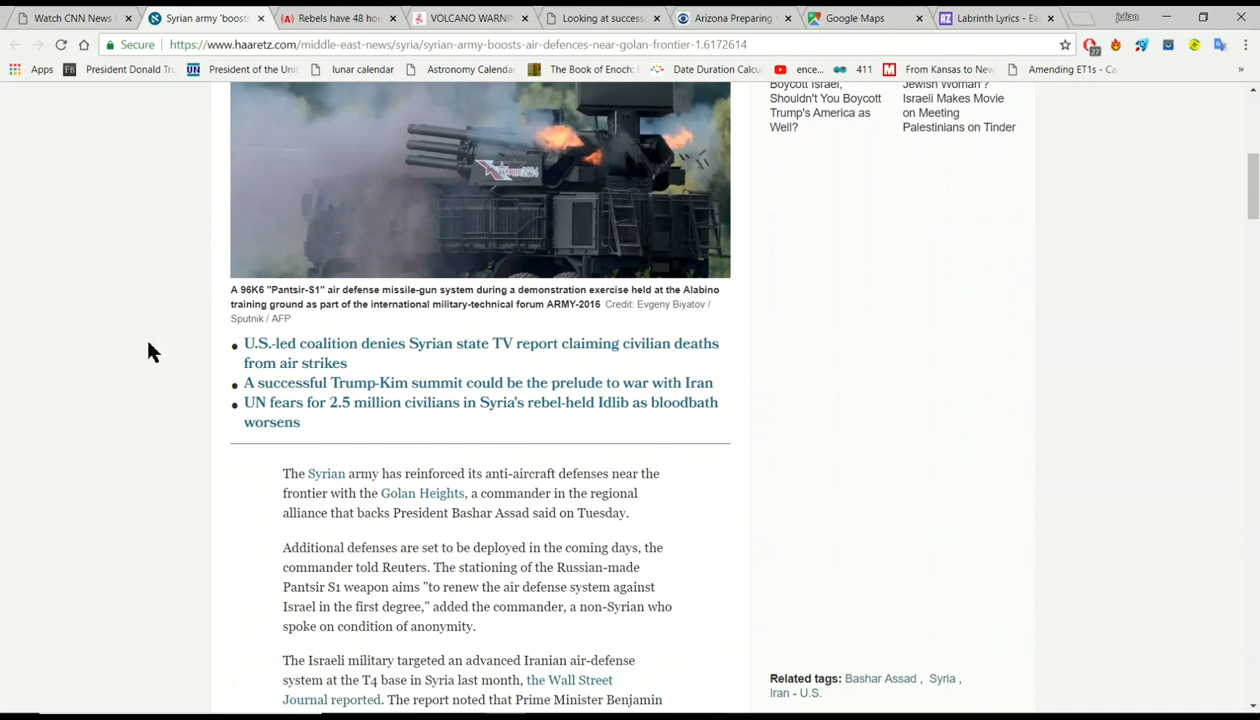 Watch CNN News
Syrian army 'boosts
Rebels have 48 hou
VOLCANO WARNIN
Looking at success
Arizona Preparing
Google Maps
Labrinth Lyrics - Ea
julian
Secure
https://www.haaretz.com/middle-east-news/syria/syrian-army-boosts-air-defences-near-golan-frontier-1.6172614
27
Apps
President Donald Tru
President of the Unit
lunar calendar
Astronomy Calendar
The Book of Enoch:
Date Duration Calcu
ence...
411
From Kansas to New
Amending ET1s - Ca
Boycott Israel,
Shouldn't You Boycott
Trump's America as
Well?
Jewish Woman?
Israeli Makes Movie
on Meeting
Palestinians on Tinder
A 96K6 "Pantsir-S1" air defense missile-gun system during a demonstration exercise held at the Alabino
training ground as part of the international military-technical forum ARMY-2016 Credit: Evgeny Biyatov /
Sputnik / AFP
U.S.-led coalition denies Syrian state TV report claiming civilian deaths
from air strikes
A successful Trump-Kim summit could be the prelude to war with Iran
UN fears for 2.5 million civilians in Syria's rebel-held Idlib as bloodbath
worsens
The Syrian army has reinforced its anti-aircraft defenses near the
frontier with the Golan Heights, a commander in the regional
alliance that backs President Bashar Assad said on Tuesday.
Additional defenses are set to be deployed in the coming days, the
commander told Reuters. The stationing of the Russian-made
Pantsir S1 weapon aims "to renew the air defense system against
Israel in the first degree," added the commander, a non-Syrian who
spoke on condition of anonymity.
The Israeli military targeted an advanced Iranian air-defense
system at the T4 base in Syria last month, the Wall Street
Journal reported. The report noted that Prime Minister Benjamin
Related tags: Bashar Assad , Syria ,
Iran - U.S.